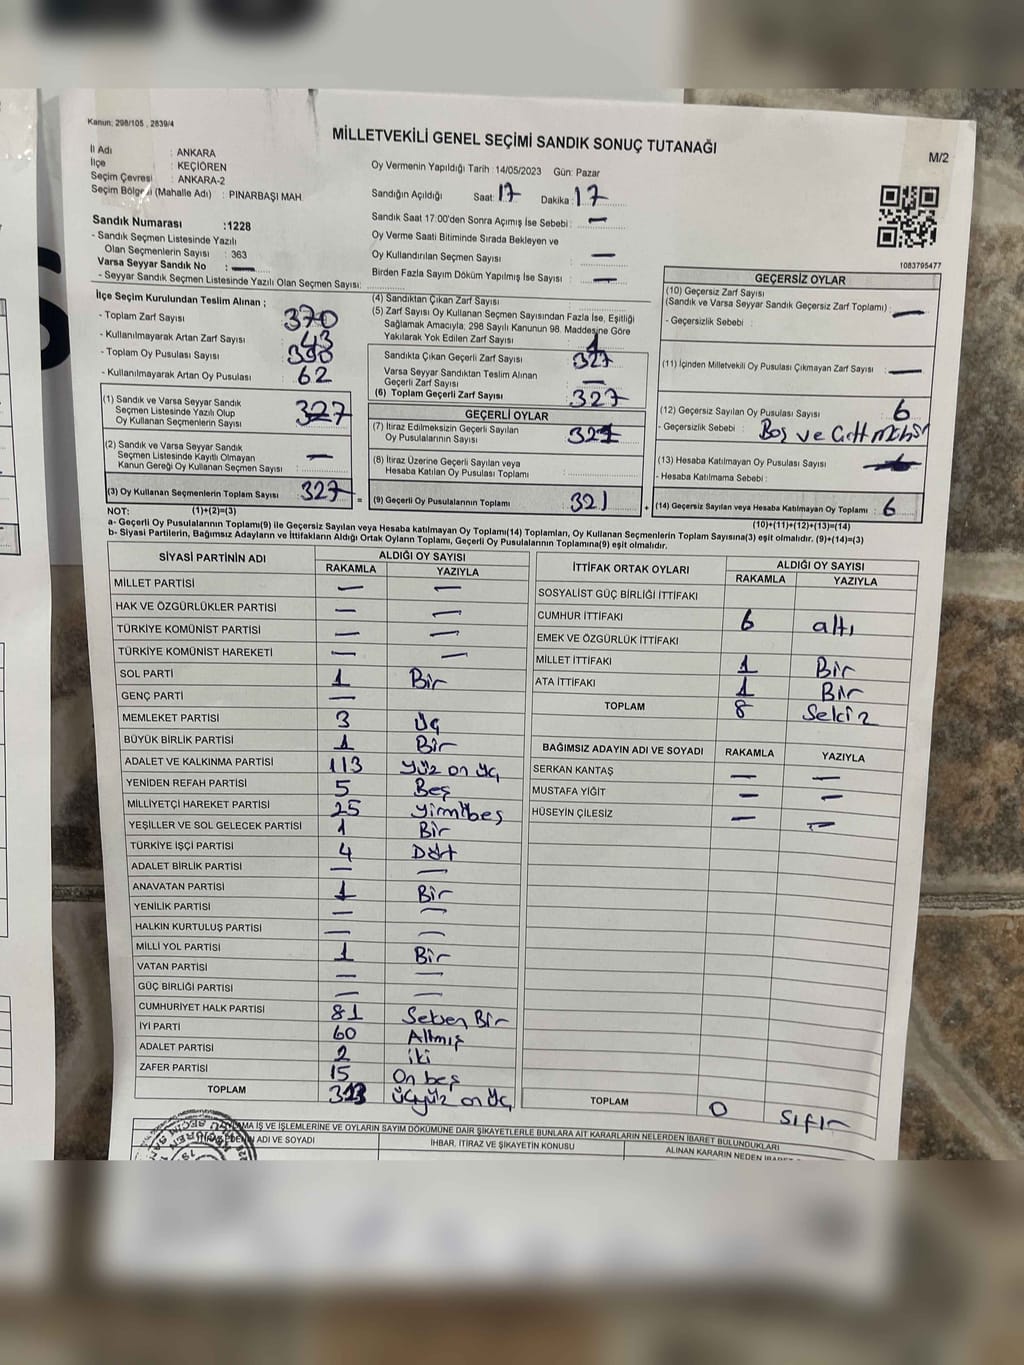 Kanun: 298/105 , 2839/4
MİLLETVEKİLİ GENEL SEÇİMİ SANDIK SONUÇ TUTANAĞI
M/2
İl Adı : ANKARA
İlçe : KEÇİÖREN
Seçim Çevresi : ANKARA-2
Seçim Bölgesi (Mahalle Adı) : PINARBAŞI MAH.
Oy Vermenin Yapıldığı Tarih :14/05/2023 Gün: Pazar
Sandığın Açıldığı Saat: 17 Dakika : 17
Sandık Saat 17:00'den Sonra Açımış İse Sebebi : —
Oy Verme Saati Bitiminde Sırada Bekleyen ve
Oy Kullandırılan Seçmen Sayısı : —
Birden Fazla Sayım Döküm Yapılmış İse Sayısı : —
1083795477
Sandık Numarası :1228
- Sandık Seçmen Listesinde Yazılı
Olan Seçmenlerin Sayısı : 363
Varsa Seyyar Sandık No : —
- Seyyar Sandık Seçmen Listesinde Yazılı Olan Seçmen Sayısı:
İlçe Seçim Kurulundan Teslim Alınan ;
- Toplam Zarf Sayısı : 370
- Kullanılmayarak Artan Zarf Sayısı : 43
- Toplam Oy Pusulası Sayısı :
- Kullanılmayarak Artan Oy Pusulası : 62
(1) Sandık ve Varsa Seyyar Sandık
Seçmen Listesinde Yazılı Olup
Oy Kullanan Seçmenlerin Sayısı : 327
(2) Sandık ve Varsa Seyyar Sandık
Seçmen Listesinde Kayıtlı Olmayan
Kanun Gereği Oy Kullanan Seçmen Sayısı : —
(3) Oy Kullanan Seçmenlerin Toplam Sayısı : 327
(1)+(2)=(3)
(4) Sandıktan Çıkan Zarf Sayısı :
(5) Zarf Sayısı Oy Kullanan Seçmen Sayısından Fazla İse, Eşitliği
Sağlamak Amacıyla, 298 Sayılı Kanunun 98. Maddesine Göre
Yakılarak Yok Edilen Zarf Sayısı :
Sandıkta Çıkan Geçerli Zarf Sayısı : 327
Varsa Seyyar Sandıktan Teslim Alınan
Geçerli Zarf Sayısı : —
(6) Toplam Geçerli Zarf Sayısı : 327
GEÇERLİ OYLAR
(7) İtiraz Edilmeksizin Geçerli Sayılan
Oy Pusulalarının Sayısı : 321
(8) İtiraz Üzerine Geçerli Sayılan veya
Hesaba Katılan Oy Pusulası Toplamı :
= (9) Geçerli Oy Pusulalarının Toplamı : 321
GEÇERSİZ OYLAR
(10) Geçersiz Zarf Sayısı
(Sandık ve Varsa Seyyar Sandık Geçersiz Zarf Toplamı) : —
- Geçersizlik Sebebi :
(11) İçinden Milletvekili Oy Pusulası Çıkmayan Zarf Sayısı : —
(12) Geçersiz Sayılan Oy Pusulası Sayısı : 6
- Geçersizlik Sebebi : Boş ve Çift mühür
(13) Hesaba Katılmayan Oy Pusulası Sayısı :
- Hesaba Katılmama Sebebi :
+ (14) Geçersiz Sayılan veya Hesaba Katılmayan Oy Toplamı : 6
(10)+(11)+(12)+(13)=(14)
NOT:
a- Geçerli Oy Pusulalarının Toplamı(9) ile Geçersiz Sayılan veya Hesaba katılmayan Oy Toplamı(14) Toplamları, Oy Kullanan Seçmenlerin Toplam Sayısına(3) eşit olmalıdır. (9)+(14)=(3)
b- Siyasi Partilerin, Bağımsız Adayların ve İttifakların Aldığı Ortak Oyların Toplamı, Geçerli Oy Pusulalarının Toplamına(9) eşit olmalıdır.
SİYASİ PARTİNİN ADI ALDIĞI OY SAYISI
RAKAMLA YAZIYLA
MİLLET PARTİSİ — —
HAK VE ÖZGÜRLÜKLER PARTİSİ — —
TÜRKİYE KOMÜNİST PARTİSİ — —
TÜRKİYE KOMÜNİST HAREKETİ — —
SOL PARTİ 1 Bir
GENÇ PARTİ —
MEMLEKET PARTİSİ 3 Üç
BÜYÜK BİRLİK PARTİSİ 1 Bir
ADALET VE KALKINMA PARTİSİ 113 Yüz on üç
YENİDEN REFAH PARTİSİ 5 Beş
MİLLİYETÇİ HAREKET PARTİSİ 25 yirmibeş
YEŞİLLER VE SOL GELECEK PARTİSİ 1 Bir
TÜRKİYE İŞÇİ PARTİSİ 4 Dört
ADALET BİRLİK PARTİSİ — —
ANAVATAN PARTİSİ 1 Bir
YENİLİK PARTİSİ — —
HALKIN KURTULUŞ PARTİSİ — —
MİLLİ YOL PARTİSİ 1 Bir
VATAN PARTİSİ — —
GÜÇ BİRLİĞİ PARTİSİ — —
CUMHURİYET HALK PARTİSİ 81 Seksen Bir
İYİ PARTİ 60 Altmış
ADALET PARTİSİ 2 iki
ZAFER PARTİSİ 15 On beş
TOPLAM 313 üçyüz on üç
İTTİFAK ORTAK OYLARI ALDIĞI OY SAYISI
RAKAMLA YAZIYLA
SOSYALİST GÜÇ BİRLİĞİ İTTİFAKI
CUMHUR İTTİFAKI 6 altı
EMEK VE ÖZGÜRLÜK İTTİFAKI
MİLLET İTTİFAKI 1 Bir
ATA İTTİFAKI 1 Bir
TOPLAM 8 Sekiz
BAĞIMSIZ ADAYIN ADI VE SOYADI RAKAMLA YAZIYLA
SERKAN KANTAŞ — —
MUSTAFA YİĞİT — —
HÜSEYİN ÇİLESİZ — —
TOPLAM 0 Sıfır
İŞ VE İŞLEMLERİNE VE OYLARIN SAYIM DÖKÜMÜNE DAİR ŞİKAYETLERLE BUNLARA AİT KARARLARIN NELERDEN İBARET BULUNDUKLARI
ADI VE SOYADI İHBAR, İTİRAZ VE ŞİKAYETİN KONUSU ALINAN KARARIN NEDEN